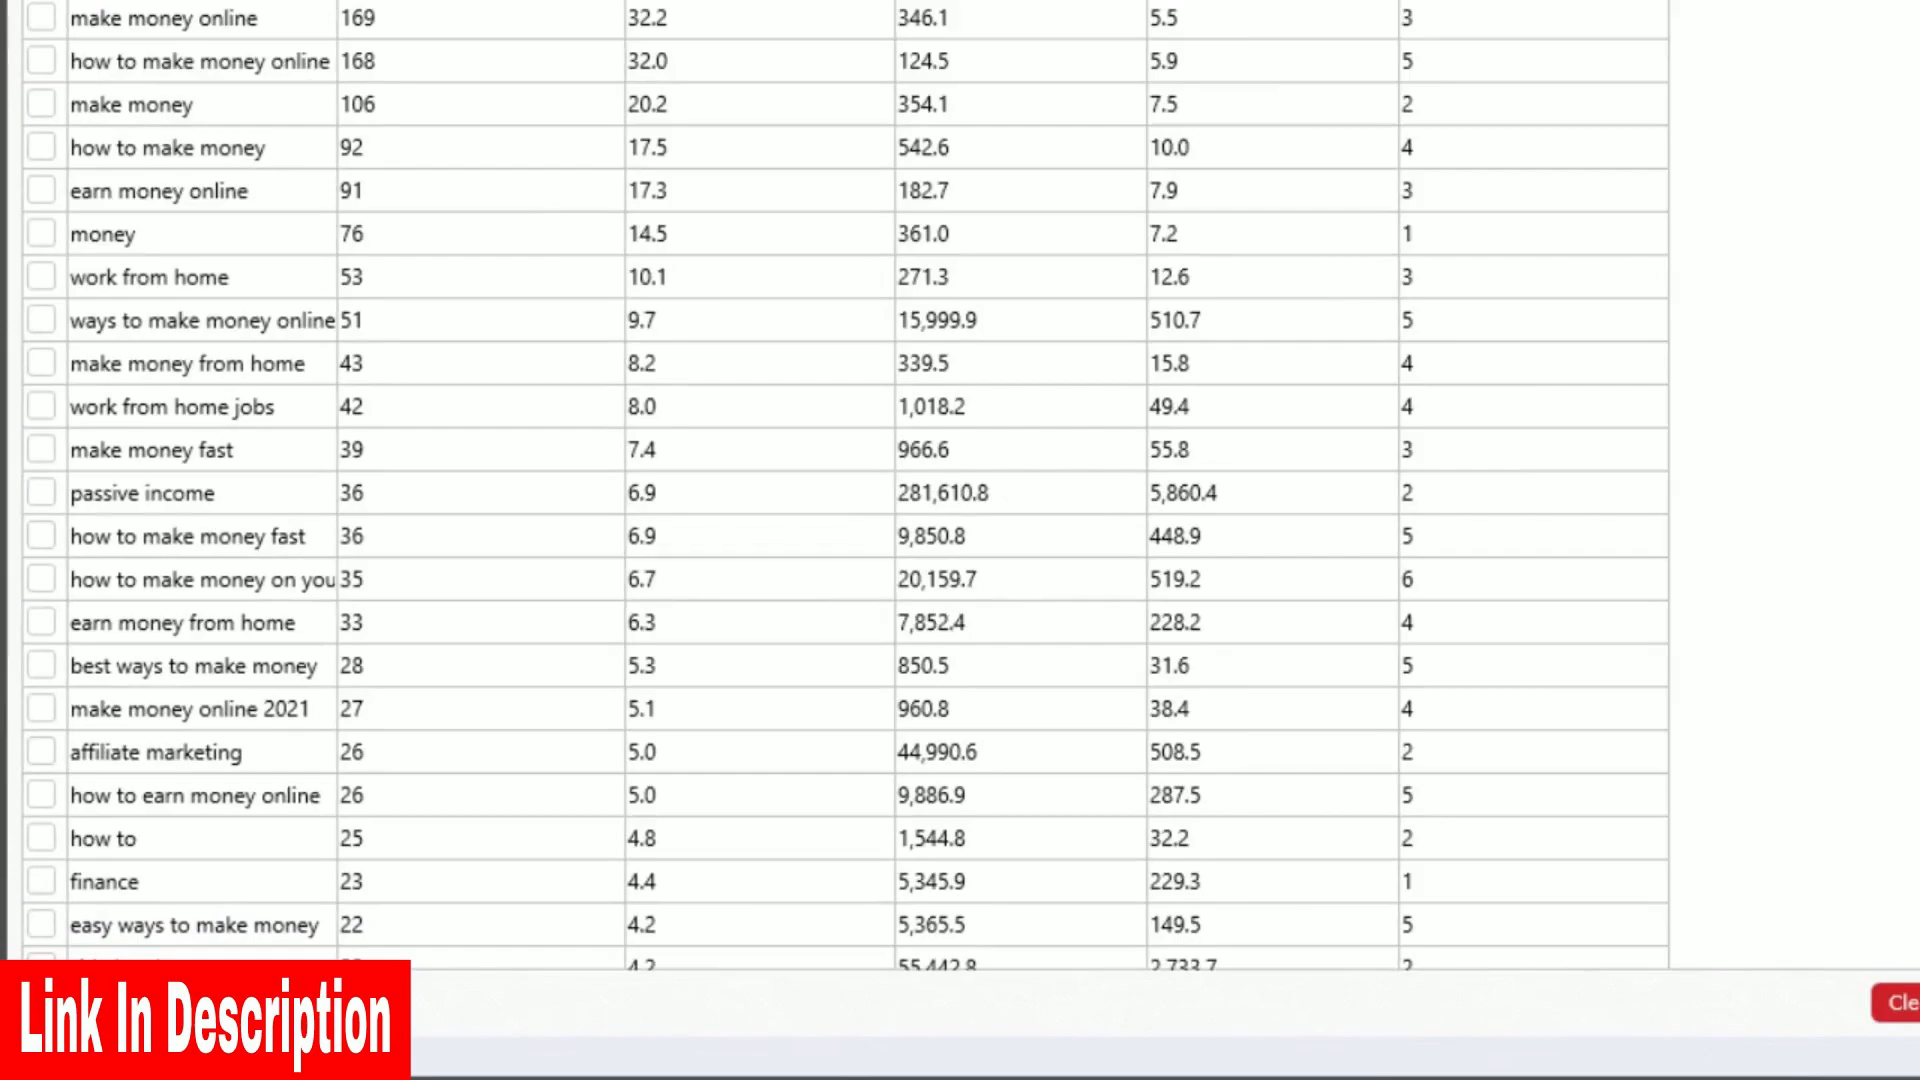 make money online 169 32.2 346.1 5.5 3
how to make money online 168 32.0 124.5 5.9 5
make money 106 20.2 354.1 7.5 2
how to make money 92 17.5 542.6 10.0 4
earn money online 91 17.3 182.7 7.9 3
money 76 14.5 361.0 7.2 1
work from home 53 10.1 271.3 12.6 3
ways to make money online 51 9.7 15,999.9 510.7 5
make money from home 43 8.2 339.5 15.8 4
work from home jobs 42 8.0 1,018.2 49.4 4
make money fast 39 7.4 966.6 55.8 3
passive income 36 6.9 281,610.8 5,860.4 2
how to make money fast 36 6.9 9,850.8 448.9 5
how to make money on you 35 6.7 20,159.7 519.2 6
earn money from home 33 6.3 7,852.4 228.2 4
best ways to make money 28 5.3 850.5 31.6 5
make money online 2021 27 5.1 960.8 38.4 4
affiliate marketing 26 5.0 44,990.6 508.5 2
how to earn money online 26 5.0 9,886.9 287.5 5
how to 25 4.8 1,544.8 32.2 2
finance 23 4.4 5,345.9 229.3 1
easy ways to make money 22 4.2 5,365.5 149.5 5
4.2 55,442.8 2,733.7 2
Cle
Link In Description